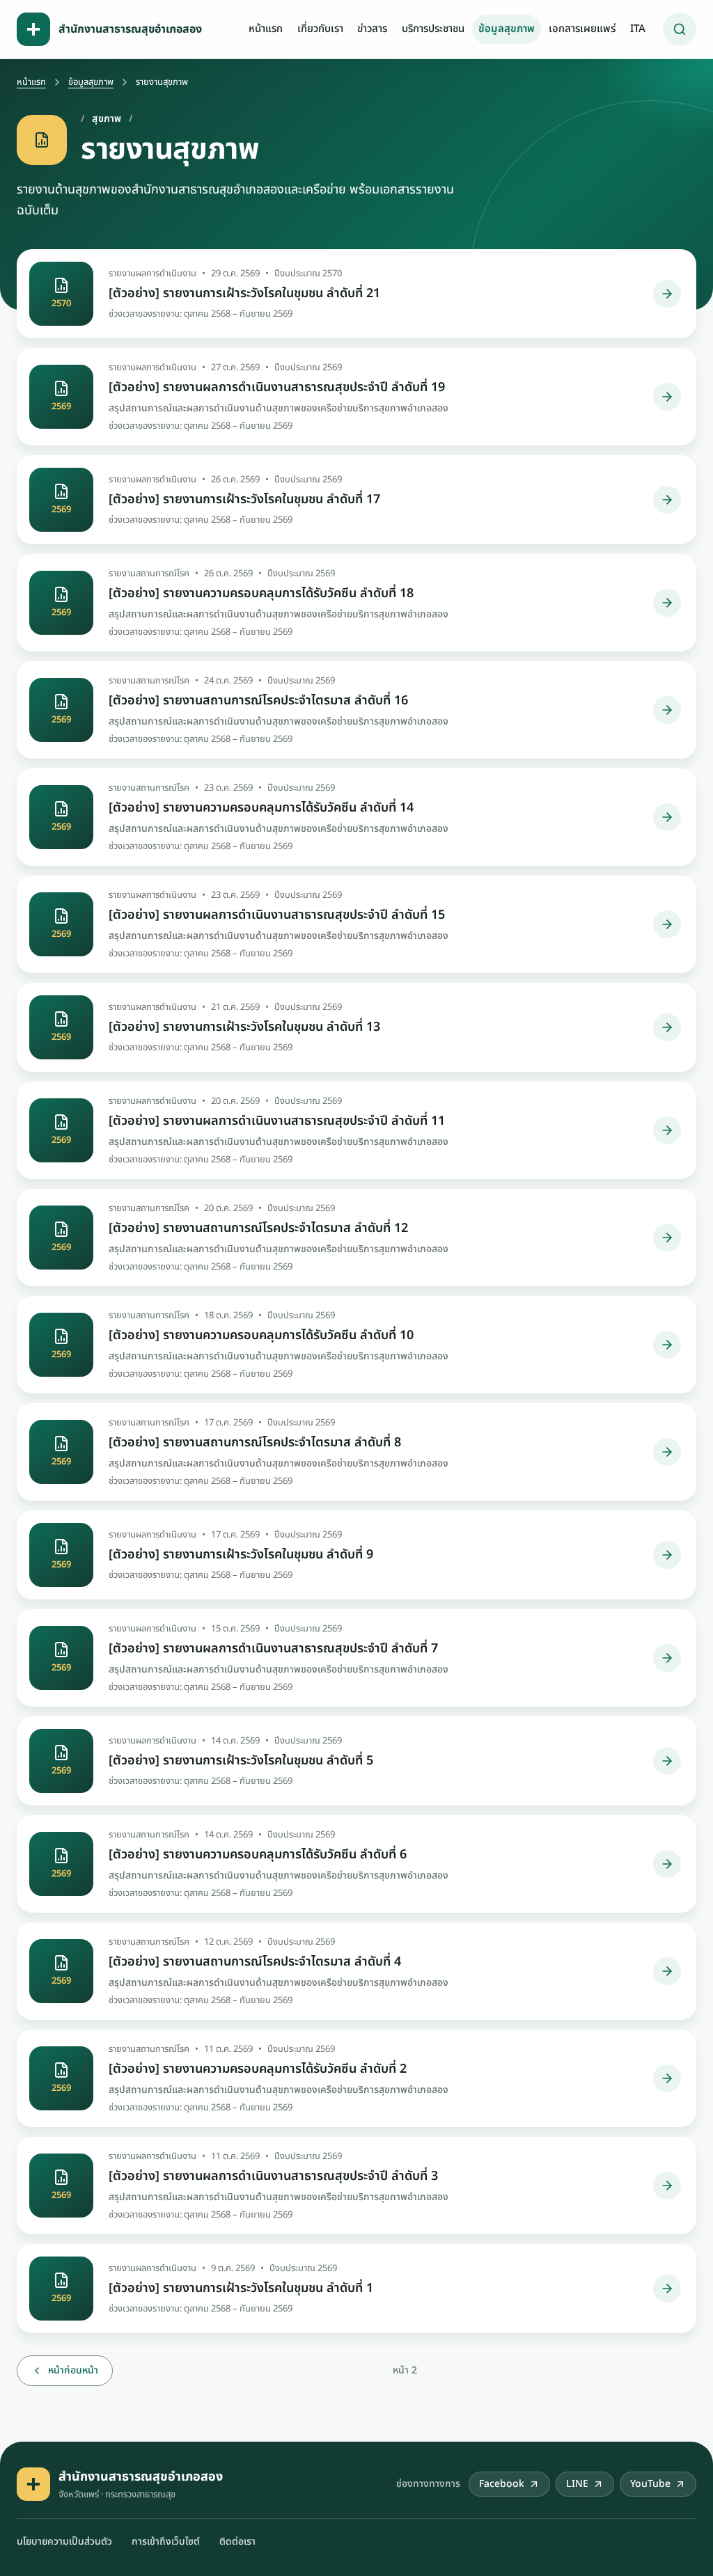 สำนักงานสาธารณสุขอำเภอสอง
หน้าแรก เกี่ยวกับเรา ข่าวสาร บริการประชาชน ข้อมูลสุขภาพ เอกสารเผยแพร่ ITA
หน้าแรก > ข้อมูลสุขภาพ > รายงานสุขภาพ
/ สุขภาพ /
รายงานสุขภาพ
รายงานด้านสุขภาพของสำนักงานสาธารณสุขอำเภอสองและเครือข่าย พร้อมเอกสารรายงาน
ฉบับเต็ม
2570
รายงานผลการดำเนินงาน • 29 ต.ค. 2569 • ปีงบประมาณ 2570
[ตัวอย่าง] รายงานการเฝ้าระวังโรคในชุมชน ลำดับที่ 21
ช่วงเวลาของรายงาน: ตุลาคม 2568 – กันยายน 2569
2569
รายงานผลการดำเนินงาน • 27 ต.ค. 2569 • ปีงบประมาณ 2569
[ตัวอย่าง] รายงานผลการดำเนินงานสาธารณสุขประจำปี ลำดับที่ 19
สรุปสถานการณ์และผลการดำเนินงานด้านสุขภาพของเครือข่ายบริการสุขภาพอำเภอสอง
ช่วงเวลาของรายงาน: ตุลาคม 2568 – กันยายน 2569
2569
รายงานผลการดำเนินงาน • 26 ต.ค. 2569 • ปีงบประมาณ 2569
[ตัวอย่าง] รายงานการเฝ้าระวังโรคในชุมชน ลำดับที่ 17
ช่วงเวลาของรายงาน: ตุลาคม 2568 – กันยายน 2569
2569
รายงานสถานการณ์โรค • 26 ต.ค. 2569 • ปีงบประมาณ 2569
[ตัวอย่าง] รายงานความครอบคลุมการได้รับวัคซีน ลำดับที่ 18
สรุปสถานการณ์และผลการดำเนินงานด้านสุขภาพของเครือข่ายบริการสุขภาพอำเภอสอง
ช่วงเวลาของรายงาน: ตุลาคม 2568 – กันยายน 2569
2569
รายงานสถานการณ์โรค • 24 ต.ค. 2569 • ปีงบประมาณ 2569
[ตัวอย่าง] รายงานสถานการณ์โรคประจำไตรมาส ลำดับที่ 16
สรุปสถานการณ์และผลการดำเนินงานด้านสุขภาพของเครือข่ายบริการสุขภาพอำเภอสอง
ช่วงเวลาของรายงาน: ตุลาคม 2568 – กันยายน 2569
2569
รายงานสถานการณ์โรค • 23 ต.ค. 2569 • ปีงบประมาณ 2569
[ตัวอย่าง] รายงานความครอบคลุมการได้รับวัคซีน ลำดับที่ 14
สรุปสถานการณ์และผลการดำเนินงานด้านสุขภาพของเครือข่ายบริการสุขภาพอำเภอสอง
ช่วงเวลาของรายงาน: ตุลาคม 2568 – กันยายน 2569
2569
รายงานผลการดำเนินงาน • 23 ต.ค. 2569 • ปีงบประมาณ 2569
[ตัวอย่าง] รายงานผลการดำเนินงานสาธารณสุขประจำปี ลำดับที่ 15
สรุปสถานการณ์และผลการดำเนินงานด้านสุขภาพของเครือข่ายบริการสุขภาพอำเภอสอง
ช่วงเวลาของรายงาน: ตุลาคม 2568 – กันยายน 2569
2569
รายงานผลการดำเนินงาน • 21 ต.ค. 2569 • ปีงบประมาณ 2569
[ตัวอย่าง] รายงานการเฝ้าระวังโรคในชุมชน ลำดับที่ 13
ช่วงเวลาของรายงาน: ตุลาคม 2568 – กันยายน 2569
2569
รายงานผลการดำเนินงาน • 20 ต.ค. 2569 • ปีงบประมาณ 2569
[ตัวอย่าง] รายงานผลการดำเนินงานสาธารณสุขประจำปี ลำดับที่ 11
สรุปสถานการณ์และผลการดำเนินงานด้านสุขภาพของเครือข่ายบริการสุขภาพอำเภอสอง
ช่วงเวลาของรายงาน: ตุลาคม 2568 – กันยายน 2569
2569
รายงานสถานการณ์โรค • 20 ต.ค. 2569 • ปีงบประมาณ 2569
[ตัวอย่าง] รายงานสถานการณ์โรคประจำไตรมาส ลำดับที่ 12
สรุปสถานการณ์และผลการดำเนินงานด้านสุขภาพของเครือข่ายบริการสุขภาพอำเภอสอง
ช่วงเวลาของรายงาน: ตุลาคม 2568 – กันยายน 2569
2569
รายงานสถานการณ์โรค • 18 ต.ค. 2569 • ปีงบประมาณ 2569
[ตัวอย่าง] รายงานความครอบคลุมการได้รับวัคซีน ลำดับที่ 10
สรุปสถานการณ์และผลการดำเนินงานด้านสุขภาพของเครือข่ายบริการสุขภาพอำเภอสอง
ช่วงเวลาของรายงาน: ตุลาคม 2568 – กันยายน 2569
2569
รายงานสถานการณ์โรค • 17 ต.ค. 2569 • ปีงบประมาณ 2569
[ตัวอย่าง] รายงานสถานการณ์โรคประจำไตรมาส ลำดับที่ 8
สรุปสถานการณ์และผลการดำเนินงานด้านสุขภาพของเครือข่ายบริการสุขภาพอำเภอสอง
ช่วงเวลาของรายงาน: ตุลาคม 2568 – กันยายน 2569
2569
รายงานผลการดำเนินงาน • 17 ต.ค. 2569 • ปีงบประมาณ 2569
[ตัวอย่าง] รายงานการเฝ้าระวังโรคในชุมชน ลำดับที่ 9
ช่วงเวลาของรายงาน: ตุลาคม 2568 – กันยายน 2569
2569
รายงานผลการดำเนินงาน • 15 ต.ค. 2569 • ปีงบประมาณ 2569
[ตัวอย่าง] รายงานผลการดำเนินงานสาธารณสุขประจำปี ลำดับที่ 7
สรุปสถานการณ์และผลการดำเนินงานด้านสุขภาพของเครือข่ายบริการสุขภาพอำเภอสอง
ช่วงเวลาของรายงาน: ตุลาคม 2568 – กันยายน 2569
2569
รายงานผลการดำเนินงาน • 14 ต.ค. 2569 • ปีงบประมาณ 2569
[ตัวอย่าง] รายงานการเฝ้าระวังโรคในชุมชน ลำดับที่ 5
ช่วงเวลาของรายงาน: ตุลาคม 2568 – กันยายน 2569
2569
รายงานสถานการณ์โรค • 14 ต.ค. 2569 • ปีงบประมาณ 2569
[ตัวอย่าง] รายงานความครอบคลุมการได้รับวัคซีน ลำดับที่ 6
สรุปสถานการณ์และผลการดำเนินงานด้านสุขภาพของเครือข่ายบริการสุขภาพอำเภอสอง
ช่วงเวลาของรายงาน: ตุลาคม 2568 – กันยายน 2569
2569
รายงานสถานการณ์โรค • 12 ต.ค. 2569 • ปีงบประมาณ 2569
[ตัวอย่าง] รายงานสถานการณ์โรคประจำไตรมาส ลำดับที่ 4
สรุปสถานการณ์และผลการดำเนินงานด้านสุขภาพของเครือข่ายบริการสุขภาพอำเภอสอง
ช่วงเวลาของรายงาน: ตุลาคม 2568 – กันยายน 2569
2569
รายงานสถานการณ์โรค • 11 ต.ค. 2569 • ปีงบประมาณ 2569
[ตัวอย่าง] รายงานความครอบคลุมการได้รับวัคซีน ลำดับที่ 2
สรุปสถานการณ์และผลการดำเนินงานด้านสุขภาพของเครือข่ายบริการสุขภาพอำเภอสอง
ช่วงเวลาของรายงาน: ตุลาคม 2568 – กันยายน 2569
2569
รายงานผลการดำเนินงาน • 11 ต.ค. 2569 • ปีงบประมาณ 2569
[ตัวอย่าง] รายงานผลการดำเนินงานสาธารณสุขประจำปี ลำดับที่ 3
สรุปสถานการณ์และผลการดำเนินงานด้านสุขภาพของเครือข่ายบริการสุขภาพอำเภอสอง
ช่วงเวลาของรายงาน: ตุลาคม 2568 – กันยายน 2569
2569
รายงานผลการดำเนินงาน • 9 ต.ค. 2569 • ปีงบประมาณ 2569
[ตัวอย่าง] รายงานการเฝ้าระวังโรคในชุมชน ลำดับที่ 1
ช่วงเวลาของรายงาน: ตุลาคม 2568 – กันยายน 2569
หน้าก่อนหน้า
หน้า 2
สำนักงานสาธารณสุขอำเภอสอง
จังหวัดแพร่ · กระทรวงสาธารณสุข
ช่องทางทางการ Facebook LINE YouTube
นโยบายความเป็นส่วนตัว การเข้าถึงเว็บไซต์ ติดต่อเรา